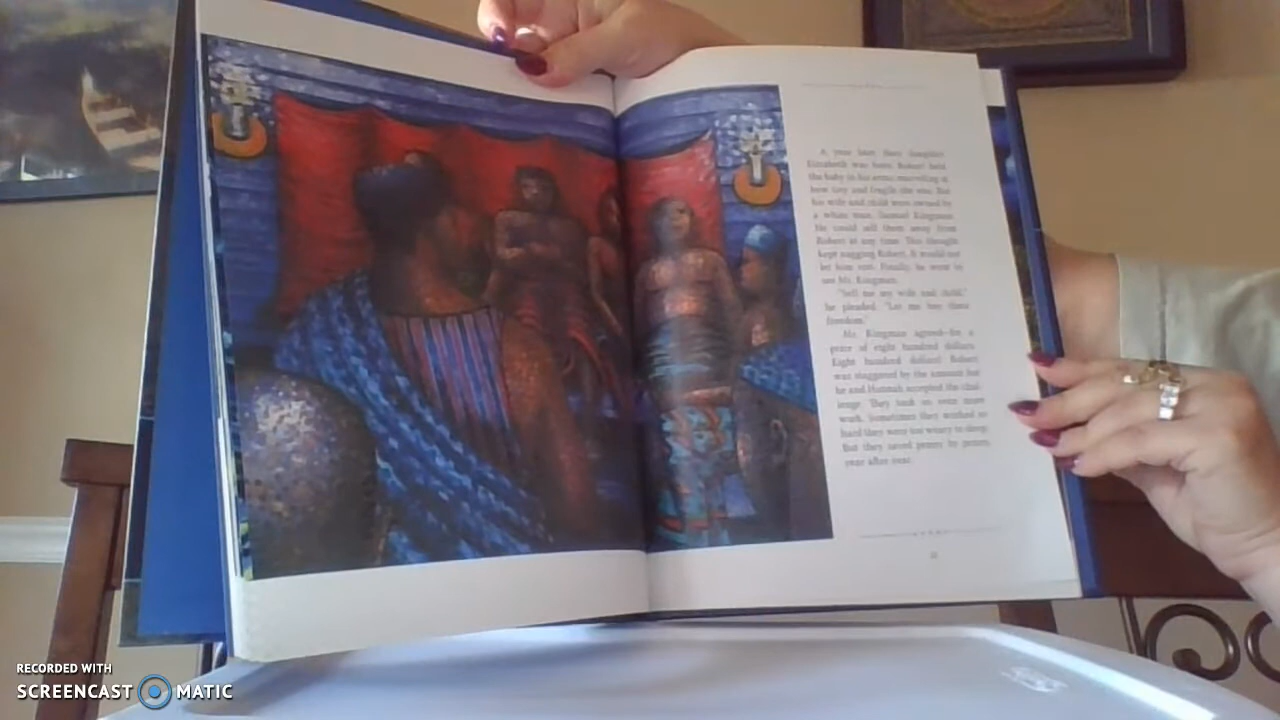 A year later their daughter
Elizabeth was born. Robert held
the baby in his arms, marveling at
how tiny and fragile she was. But
his wife and child were owned by
a white man, Samuel Kingman.
He could sell them away from
Robert at any time. This thought
kept nagging Robert. It would not
let him rest. Finally, he went to
see Mr. Kingman.
"Sell me my wife and child,"
he pleaded. "Let me buy their
freedom."
Mr. Kingman agreed—for a
price of eight hundred dollars.
Eight hundred dollars! Robert
was staggered by the amount but
he and Hannah accepted the chal-
lenge. They took on even more
work. Sometimes they worked so
hard they were too weary to sleep.
But they saved penny by penny,
year after year.
RECORDED WITH
SCREENCAST MATIC